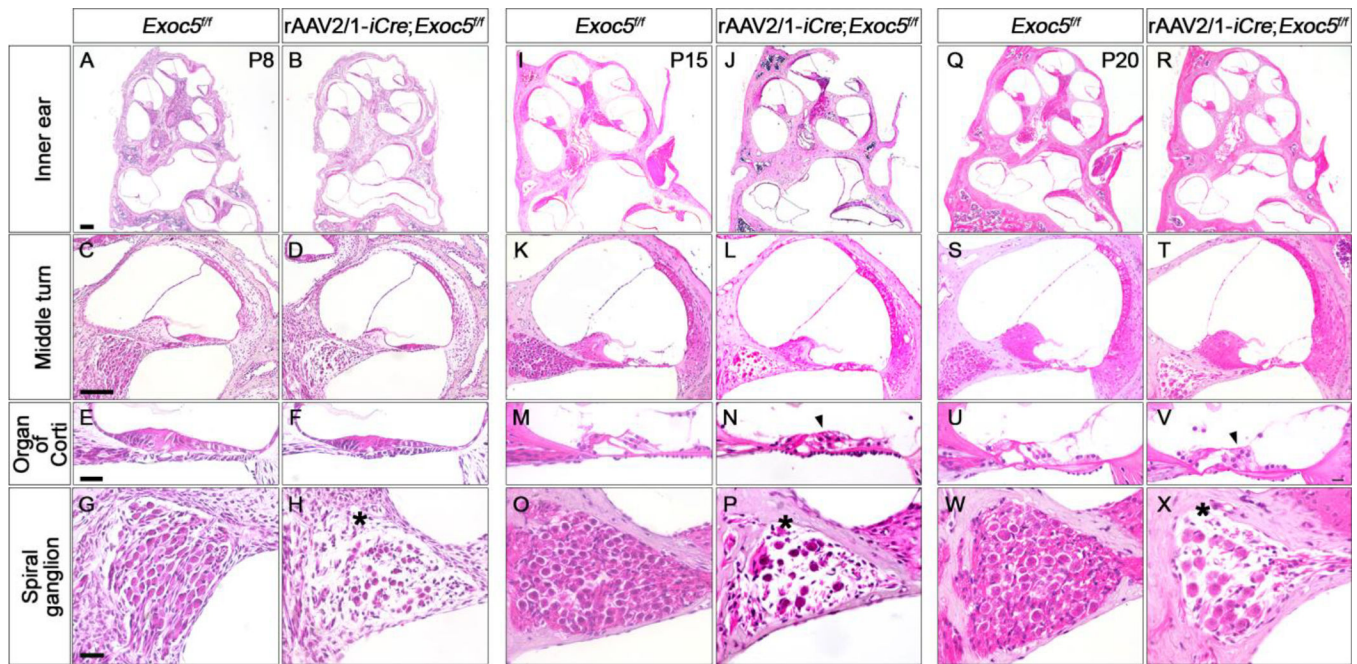 Exoc5f/f rAAV2/1-iCre;Exoc5f/f Exoc5f/f rAAV2/1-iCre;Exoc5f/f Exoc5f/f rAAV2/1-iCre;Exoc5f/f
Inner ear
A P8 B I P15 J Q P20 R
Middle turn
C D K L S T
Organ
of
Corti
E F M N U V
Spiral
ganglion
G H * O P * W X *